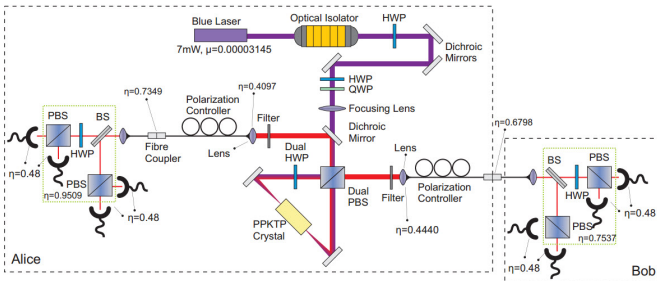 Blue Laser
7mW, μ=0.00003145
Optical Isolator
HWP
Dichroic
Mirrors
HWP
QWP
Focusing Lens
Dichroic
Mirror
η=0.7349
Polarization
Controller
η=0.4097
Filter
Fibre
Coupler
Lens
PBS
BS
HWP
η=0.48
PBS
η=0.9509
η=0.48
Dual
HWP
Dual
PBS
PPKTP
Crystal
Lens
Filter
η=0.4440
Polarization
Controller
η=0.6798
BS
PBS
HWP
η=0.48
PBS
η=0.7537
η=0.48
Alice
Bob